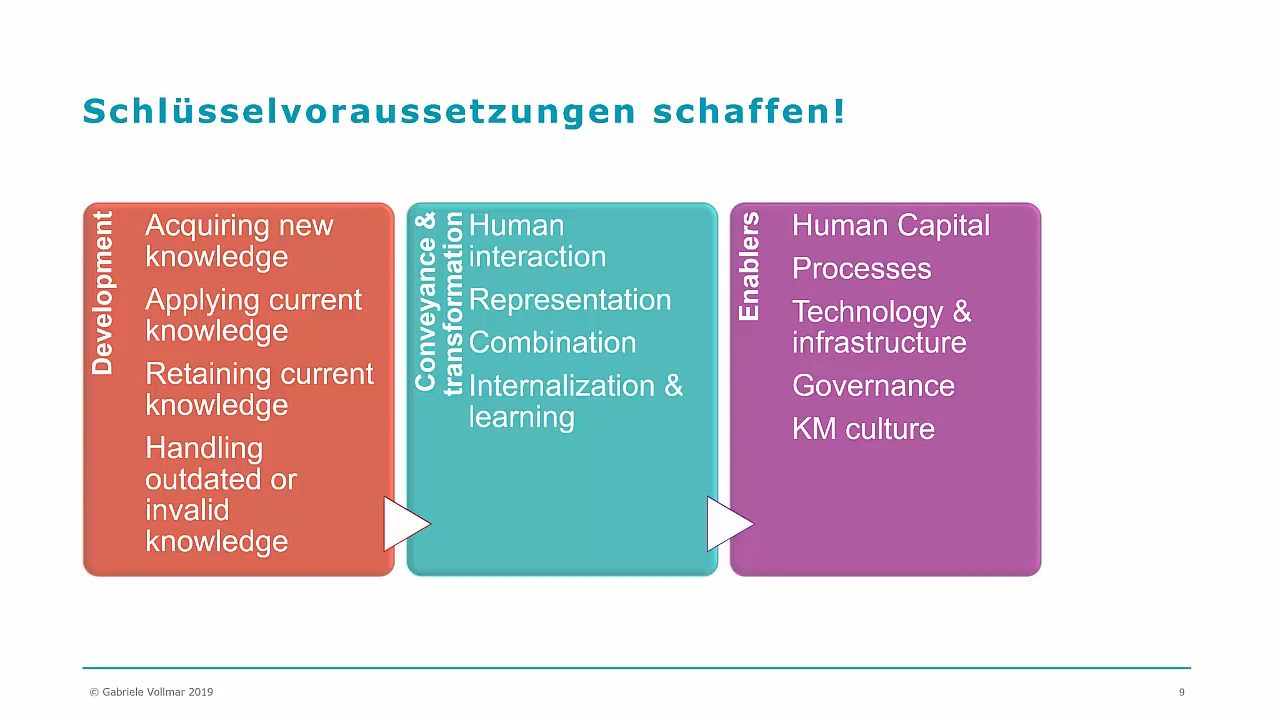 Schlüsselvoraussetzungen schaffen!
Development
Acquiring new
knowledge
Applying current
knowledge
Retaining current
knowledge
Handling
outdated or
invalid
knowledge
Conveyance &
transformation
Human
interaction
Representation
Combination
Internalization &
learning
Enablers
Human Capital
Processes
Technology &
infrastructure
Governance
KM culture
© Gabriele Vollmar 2019
9